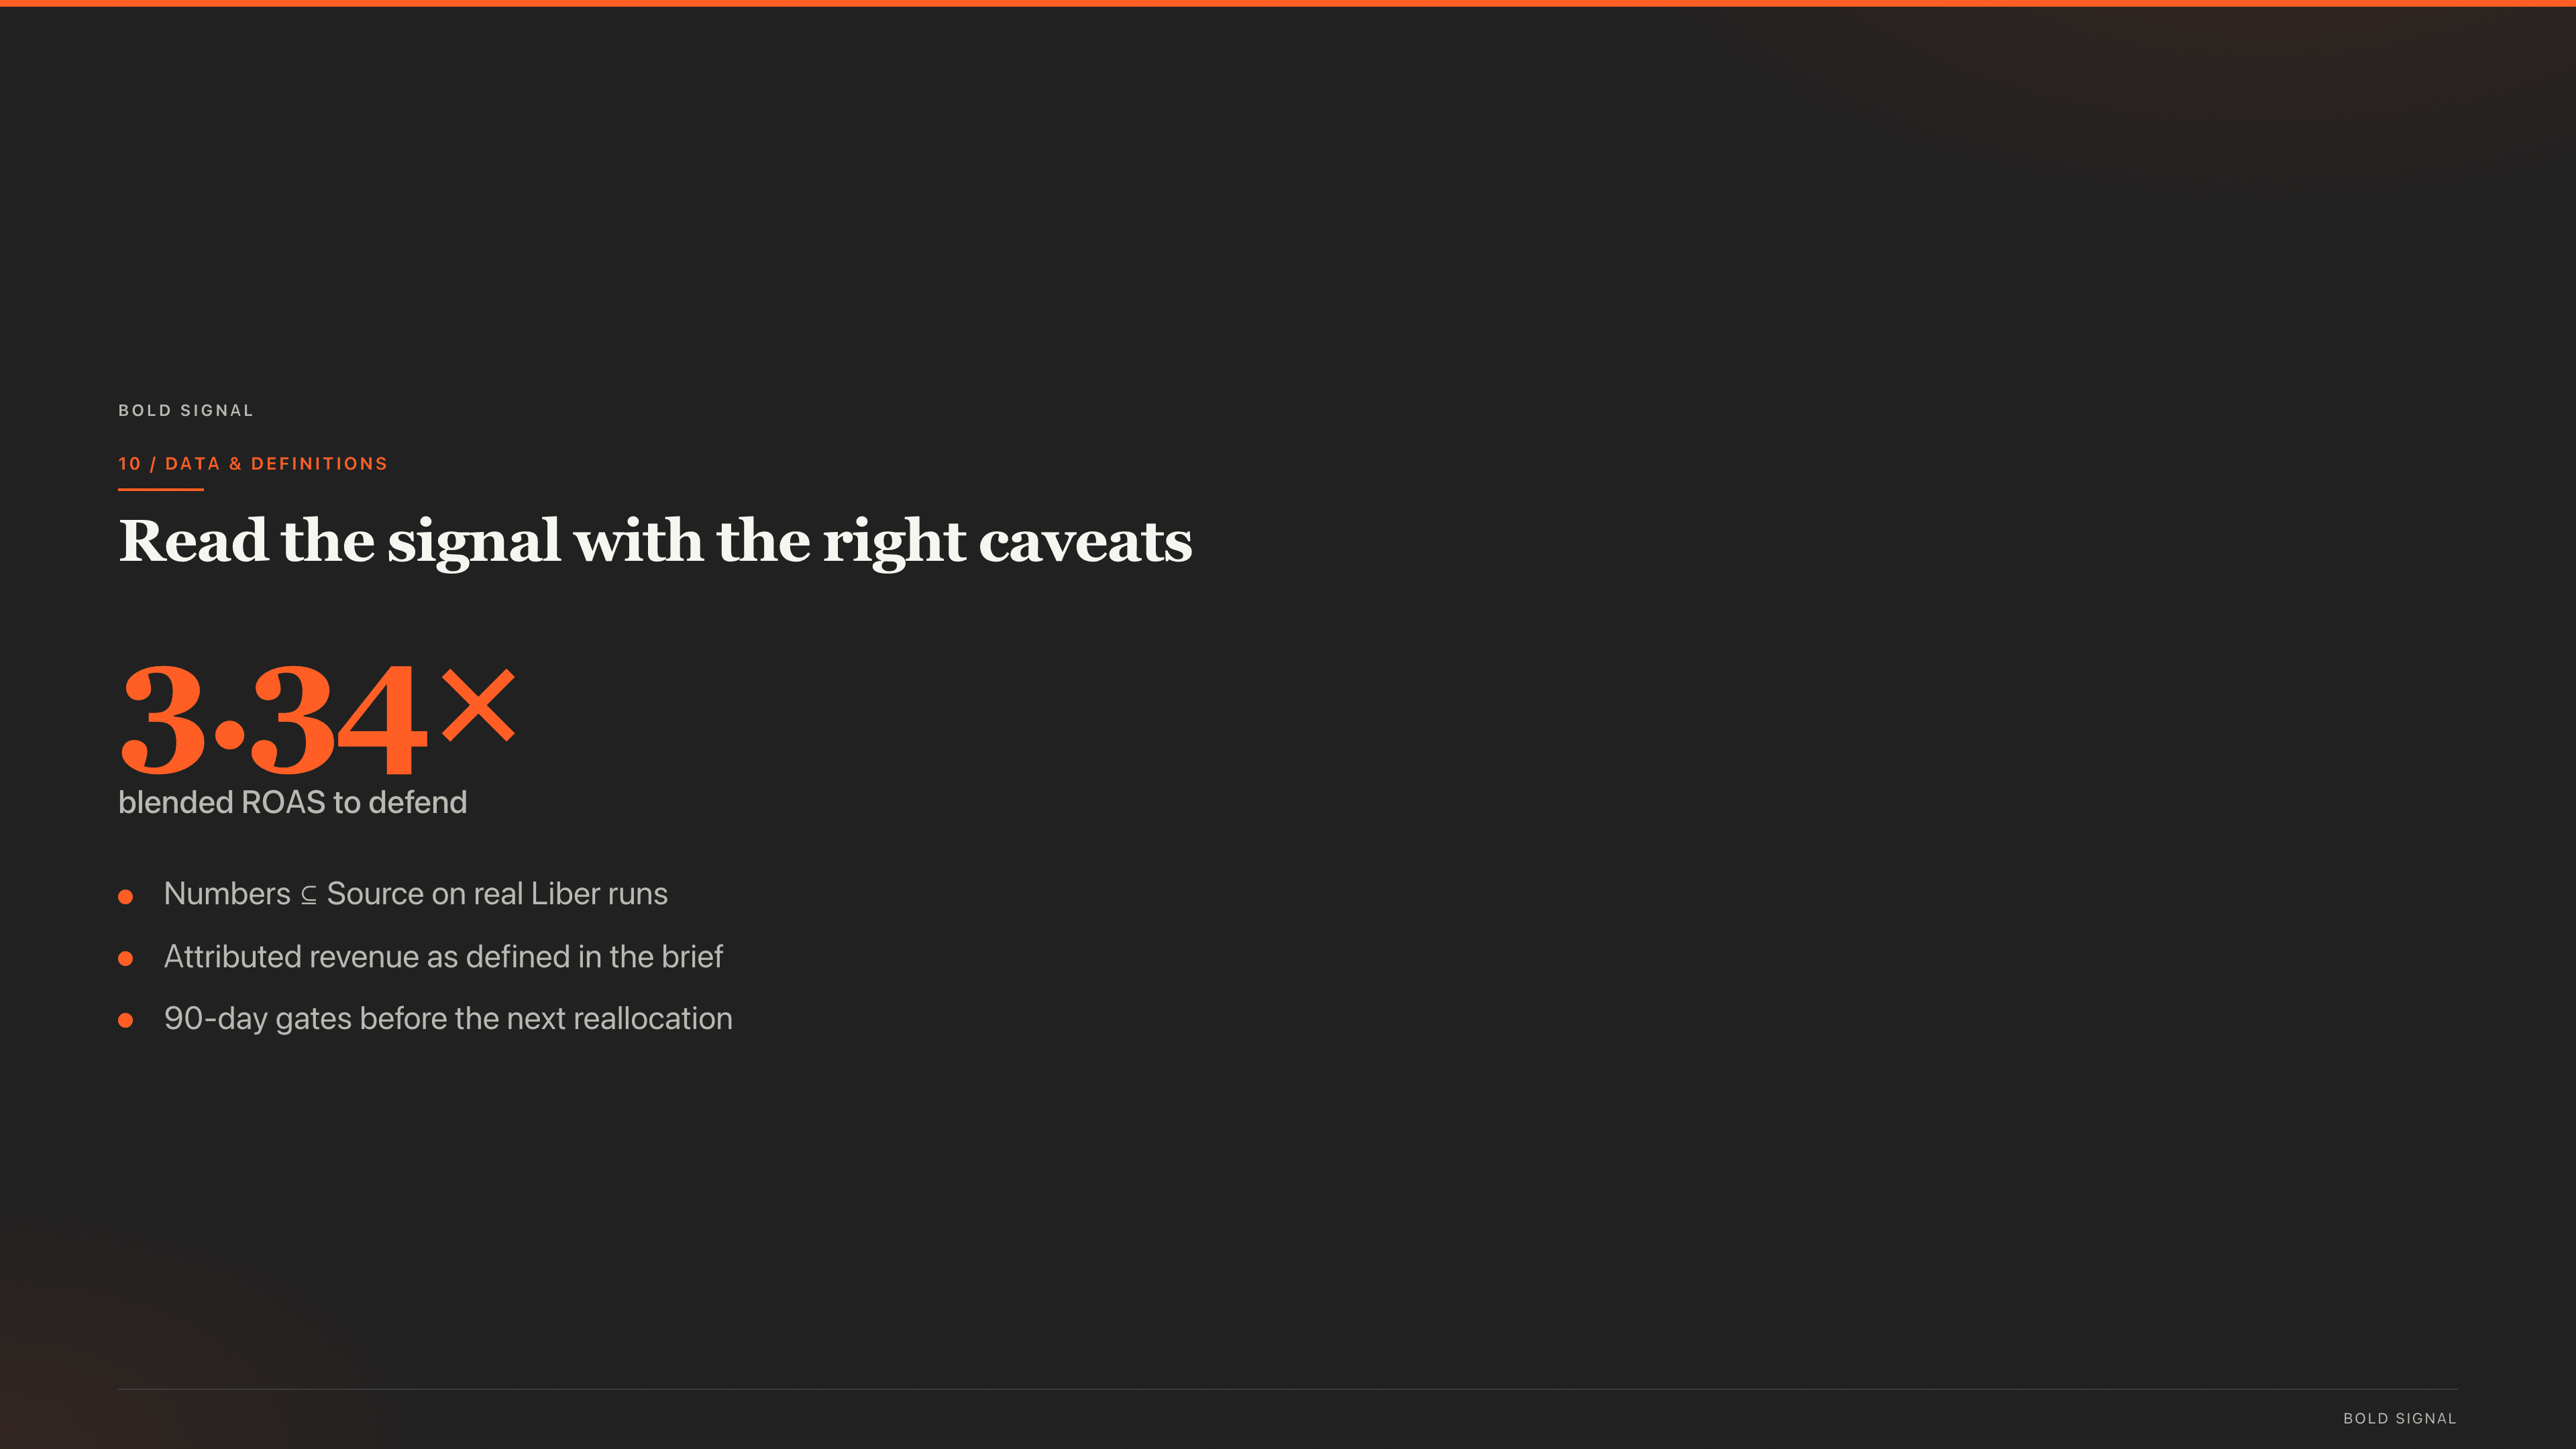 BOLD SIGNAL
10 / DATA & DEFINITIONS
Read the signal with the right caveats
3.34×
blended ROAS to defend
Numbers ⊆ Source on real Liber runs
Attributed revenue as defined in the brief
90-day gates before the next reallocation
BOLD SIGNAL